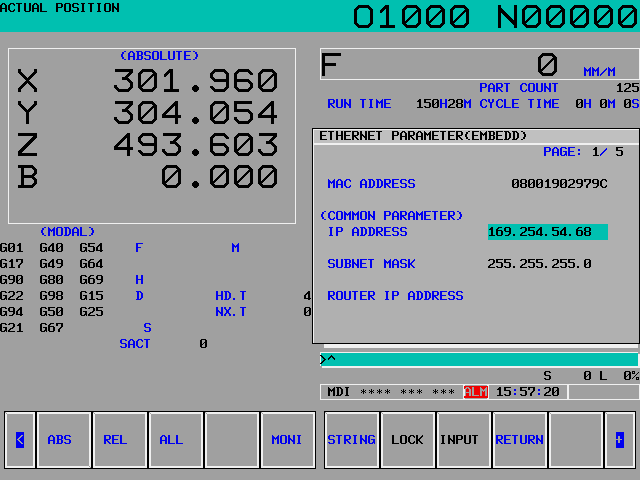 ACTUAL POSITION
O1000 N00000
(ABSOLUTE)
X 301.960
Y 304.054
Z 493.603
B 0.000
F 0 MM/M
PART COUNT 125
RUN TIME 150H28M CYCLE TIME 0H 0M 0S
ETHERNET PARAMETER(EMBEDD)
PAGE: 1/ 5
MAC ADDRESS 08001902979C
(COMMON PARAMETER)
IP ADDRESS 169.254.54.68
SUBNET MASK 255.255.255.0
ROUTER IP ADDRESS
(MODAL)
G01 G40 G54 F M
G17 G49 G64
G90 G80 G69 H
G22 G98 G15 D HD.T 4
G94 G50 G25 NX.T 0
G21 G67 S
SACT 0
>^
S 0 L 0%
MDI **** *** *** ALM 15:57:20
< ABS REL ALL MONI STRING LOCK INPUT RETURN +